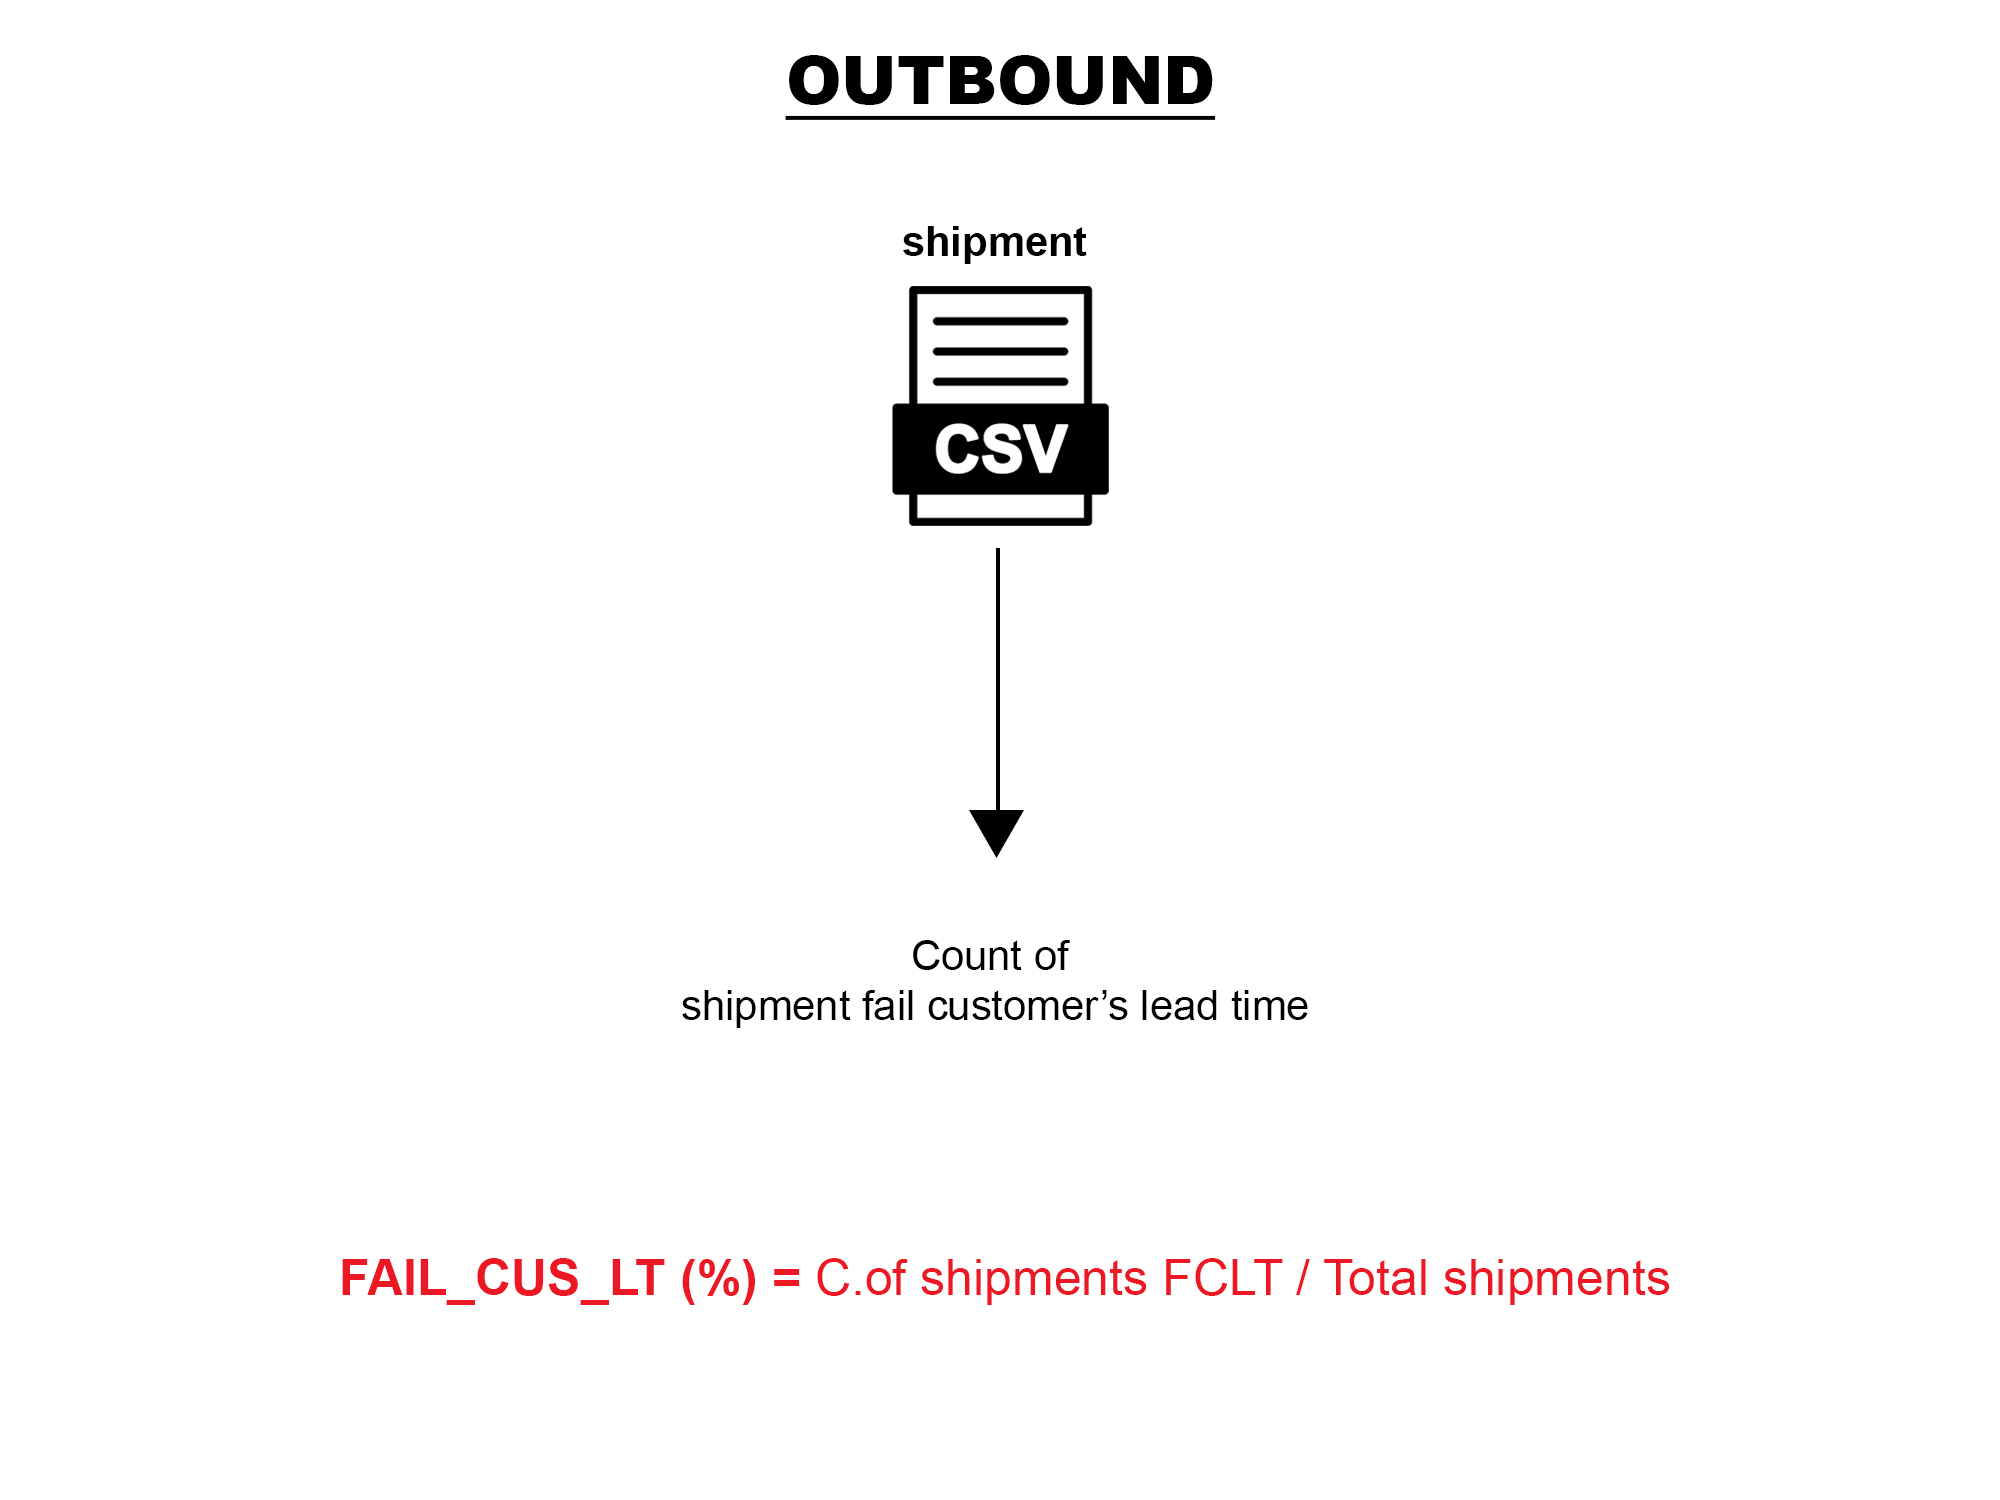 OUTBOUND
shipment
CSV
Count of
shipment fail customer’s lead time
FAIL_CUS_LT (%) = C.of shipments FCLT / Total shipments